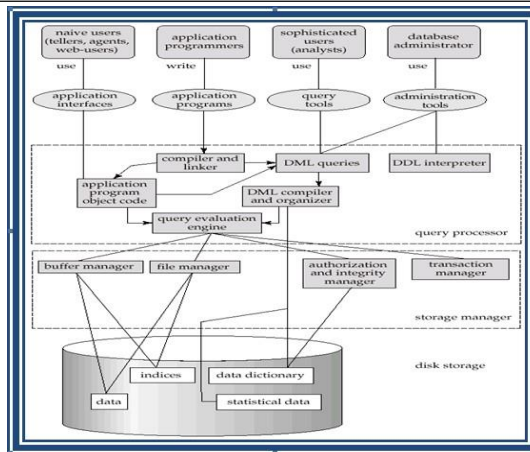 naive users
(tellers, agents,
web-users)
application
programmers
sophisticated
users
(analysts)
database
administrator
use
write
use
use
application
interfaces
application
programs
query
tools
administration
tools
compiler and
linker
DML queries
DDL interpreter
application
program
object code
DML compiler
and organizer
query evaluation
engine
query processor
buffer manager
file manager
authorization
and integrity
manager
transaction
manager
storage manager
disk storage
indices
data dictionary
data
statistical data